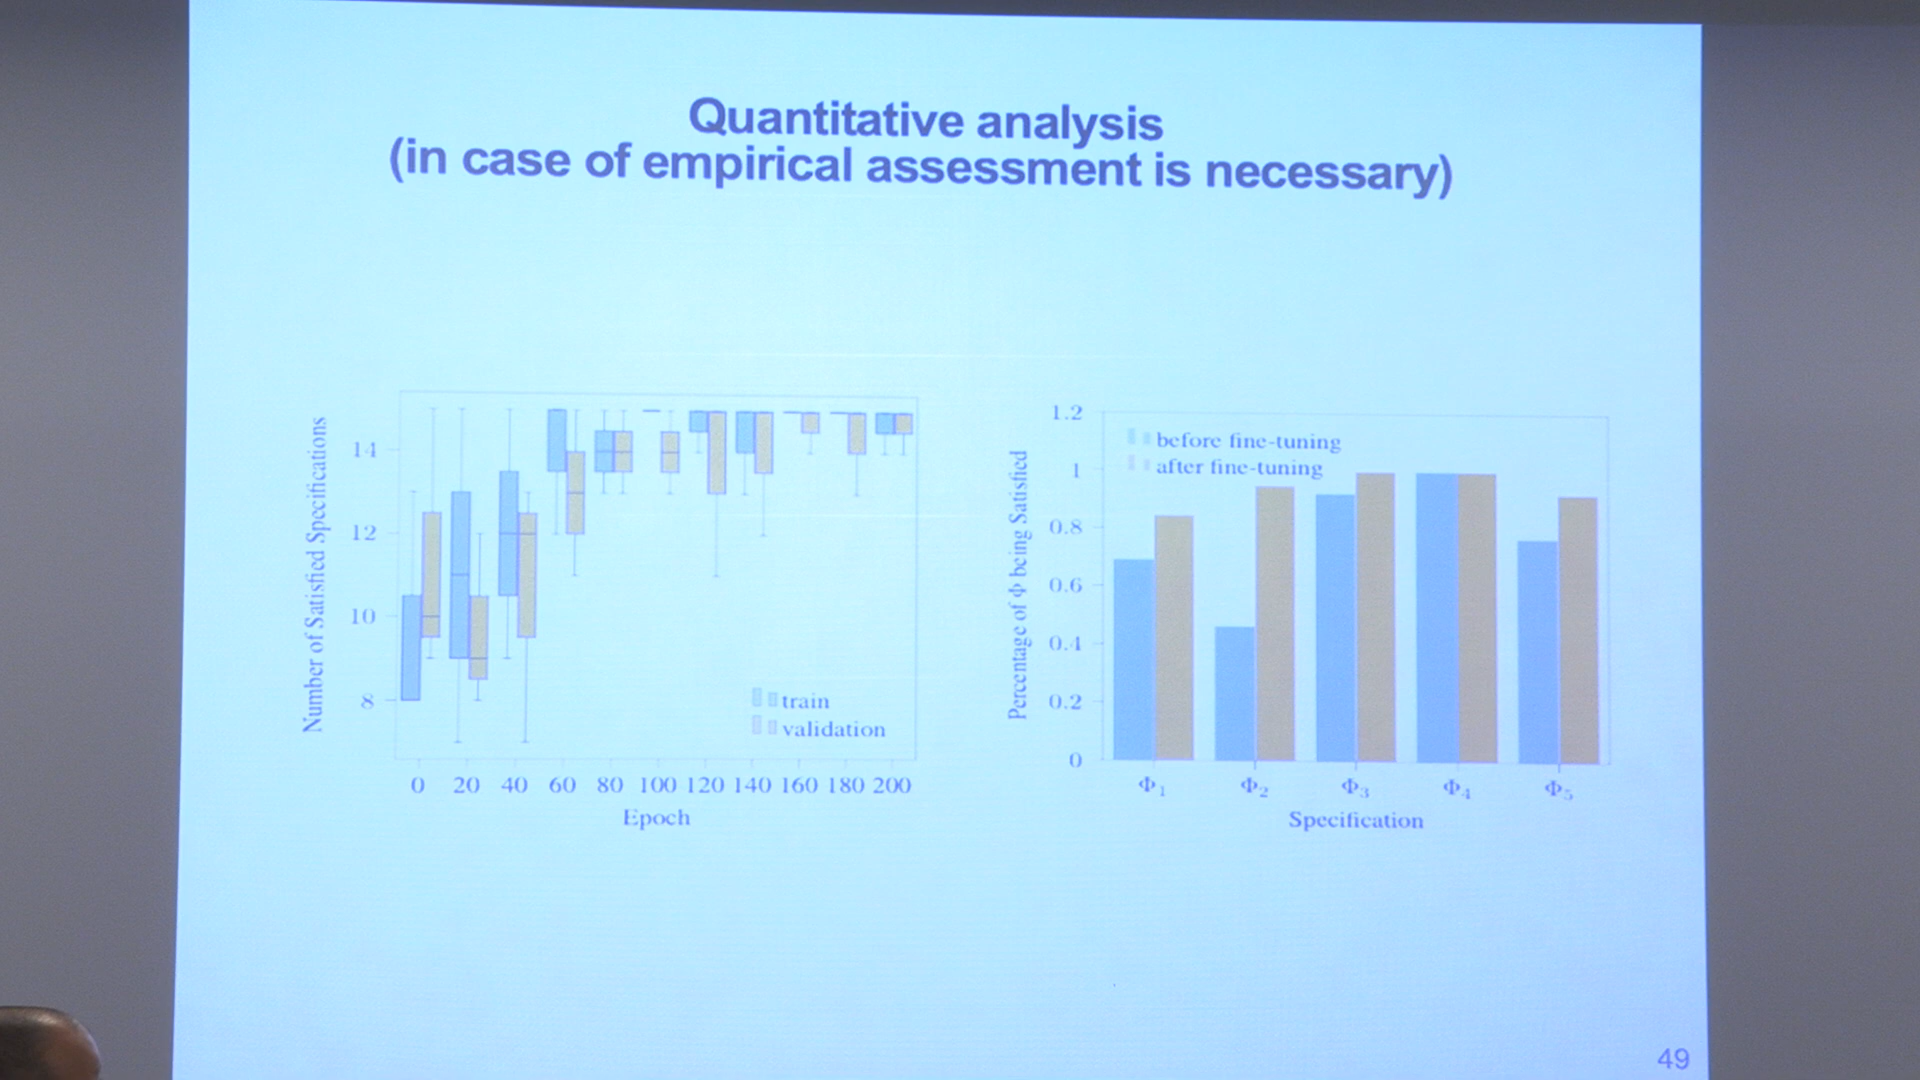 Quantitative analysis
(in case of empirical assessment is necessary)
Number of Satisfied Specifications
14
12
10
8
train
validation
0 20 40 60 80 100 120 140 160 180 200
Epoch
Percentage of Φ being Satisfied
1.2
1
0.8
0.6
0.4
0.2
0
before fine-tuning
after fine-tuning
Φ1 Φ2 Φ3 Φ4 Φ5
Specification
49